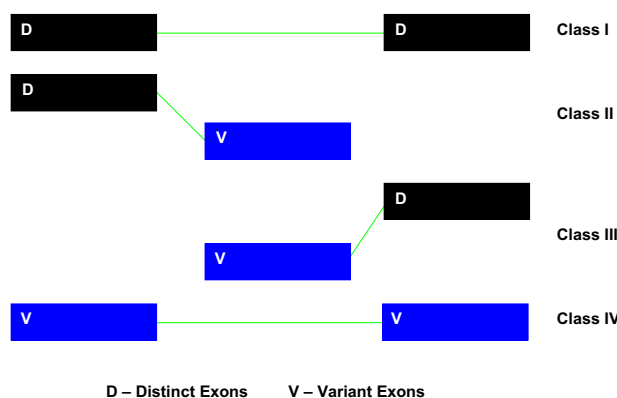 D D Class I
D
V Class II
D
V Class III
V V Class IV
D – Distinct Exons V – Variant Exons